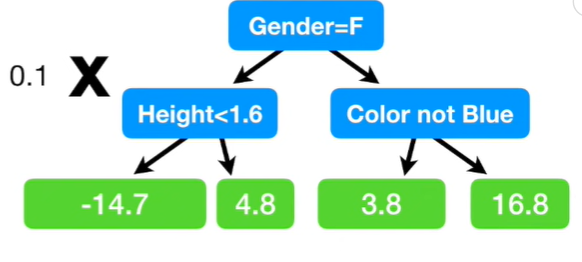 Gender=F
0.1 X
Height<1.6 Color not Blue
-14.7 4.8 3.8 16.8